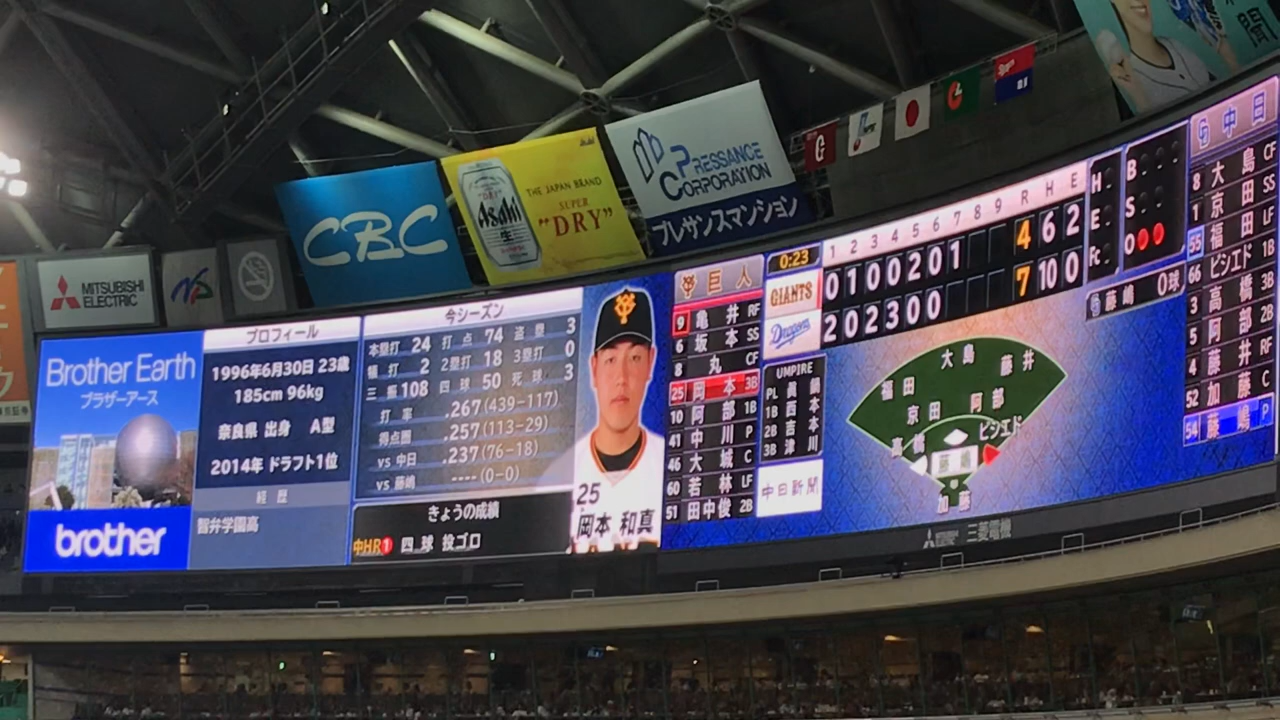 CBC
Asahi
生
THE JAPAN BRAND
SUPER
"DRY"
PRESSANCE
CORPORATION
プレサンスマンション
MITSUBISHI
ELECTRIC
Brother Earth
ブラザーアース
brother
プロフィール
1996年6月30日 23歳
185cm 96kg
奈良県 出身 A型
2014年 ドラフト1位
経歴
智弁学園高
今シーズン
本塁打 24 打点 74 盗塁 3
犠打 2 2塁打 18 3塁打 0
三振 108 四球 50 死球 3
打率 .267(439-117)
得点圏 .257(113-29)
vs 中日 .237(76-18)
vs 藤嶋 ----(0-0)
きょうの成績
中HR1 四球 投ゴロ
25
岡本 和真
巨人
9 亀井 RF
6 坂本 SS
8 丸 CF
25 岡本 3B
10 阿部 1B
41 中川 P
46 大城 C
60 若林 LF
51 田中俊 2B
0:23
GIANTS
Dragons
1 2 3 4 5 6 7 8 9 R H E
0 1 0 0 2 0 1 4 6 2
2 0 2 3 0 0 7 10 0
H
E
Fc
B
S
O
藤嶋 0球
UMPIRE
PL 眞鍋
1B 西本
2B 吉本
3B 津川
中日新聞
大島
福田 藤井
京田 阿部
高橋 ビシエド
藤嶋
加藤
三菱電機
中日
8 大島 CF
1 京田 SS
55 福田 LF
66 ビシエド 1B
3 高橋 3B
5 阿部 2B
4 藤井 RF
52 加藤 C
54 藤嶋 P